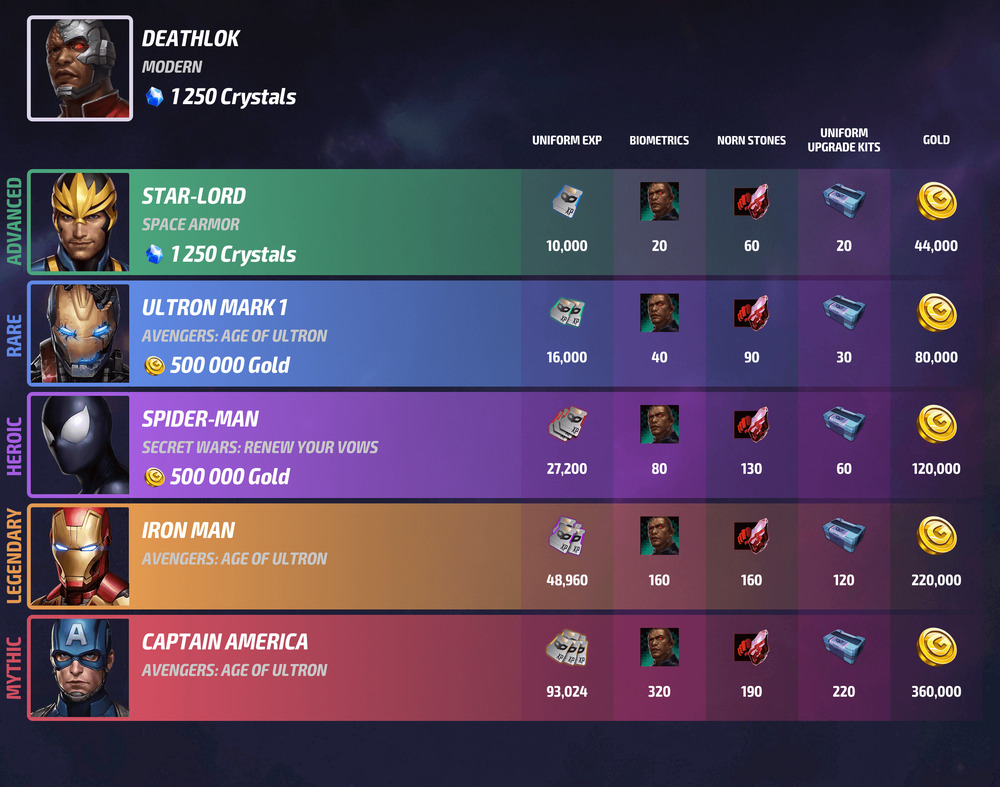 DEATHLOK
MODERN
1 250 Crystals
UNIFORM EXP
BIOMETRICS
NORN STONES
UNIFORM
UPGRADE KITS
GOLD
ADVANCED
STAR-LORD
SPACE ARMOR
1 250 Crystals
10,000
20
60
20
44,000
RARE
ULTRON MARK 1
AVENGERS: AGE OF ULTRON
500 000 Gold
16,000
40
90
30
80,000
HEROIC
SPIDER-MAN
SECRET WARS: RENEW YOUR VOWS
500 000 Gold
27,200
80
130
60
120,000
LEGENDARY
IRON MAN
AVENGERS: AGE OF ULTRON
48,960
160
160
120
220,000
MYTHIC
CAPTAIN AMERICA
AVENGERS: AGE OF ULTRON
93,024
320
190
220
360,000